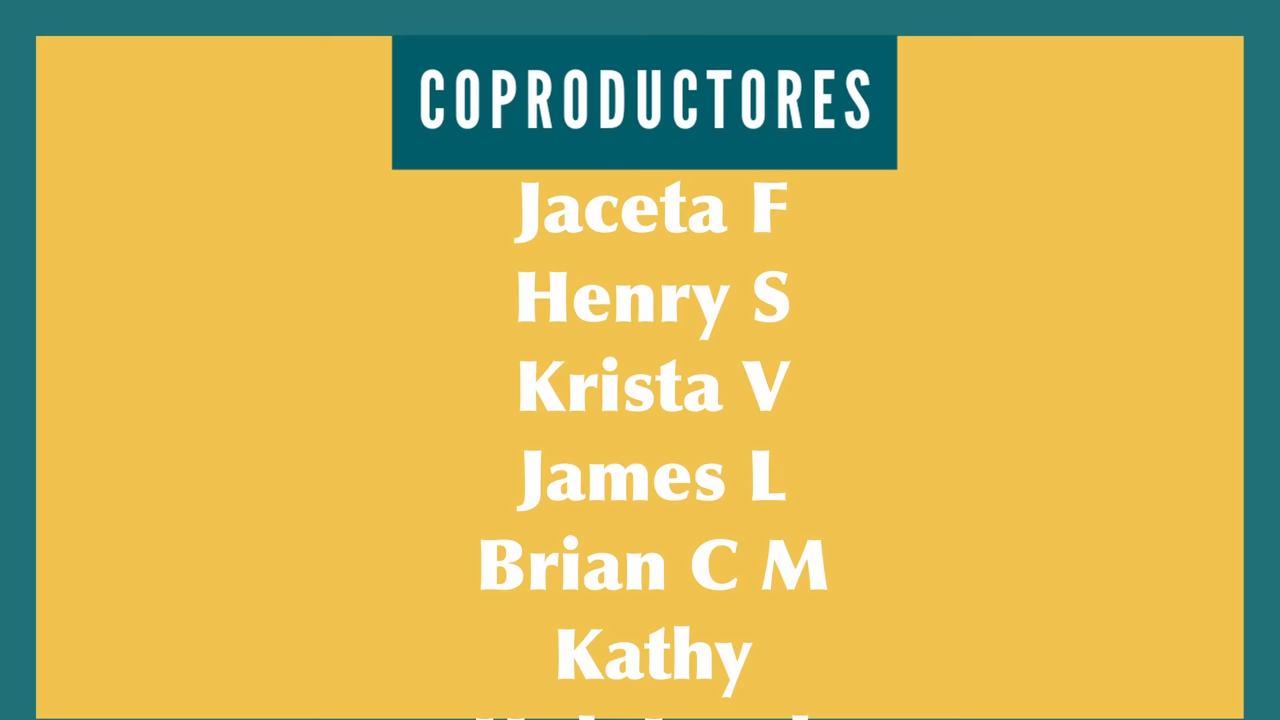 COPRODUCTORES
Jaceta F
Henry S
Krista V
James L
Brian C M
Kathy